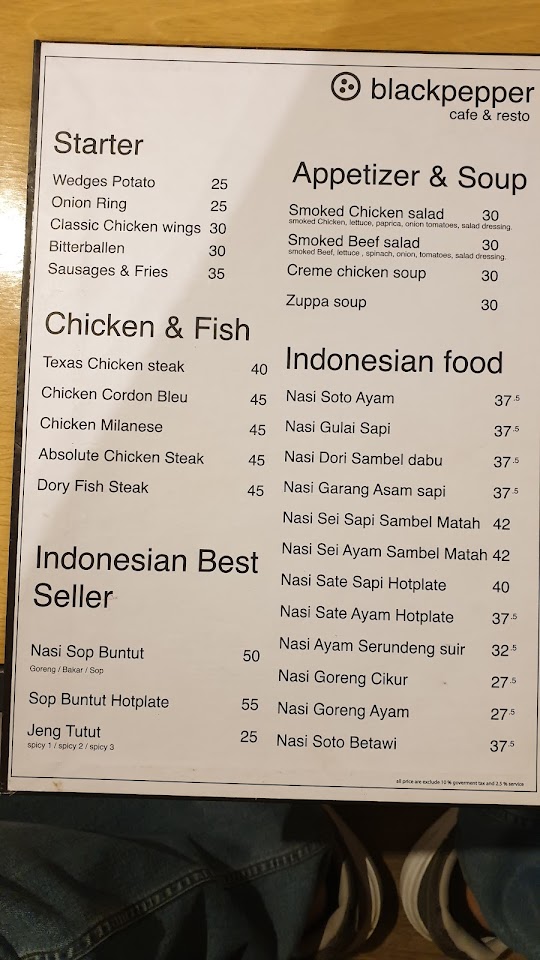 blackpepper
cafe & resto
Starter
Wedges Potato 25
Onion Ring 25
Classic Chicken wings 30
Bitterballen 30
Sausages & Fries 35
Chicken & Fish
Texas Chicken steak 40
Chicken Cordon Bleu 45
Chicken Milanese 45
Absolute Chicken Steak 45
Dory Fish Steak 45
Indonesian Best
Seller
Nasi Sop Buntut 50
Goreng / Bakar / Sop
Sop Buntut Hotplate 55
Jeng Tutut 25
spicy 1 / spicy 2 / spicy 3
Appetizer & Soup
Smoked Chicken salad 30
smoked Chicken, lettuce, paprica, onion tomatoes, salad dressing.
Smoked Beef salad 30
smoked Beef, lettuce , spinach, onion, tomatoes, salad dressing.
Creme chicken soup 30
Zuppa soup 30
Indonesian food
Nasi Soto Ayam 37.5
Nasi Gulai Sapi 37.5
Nasi Dori Sambel dabu 37.5
Nasi Garang Asam sapi 37.5
Nasi Sei Sapi Sambel Matah 42
Nasi Sei Ayam Sambel Matah 42
Nasi Sate Sapi Hotplate 40
Nasi Sate Ayam Hotplate 37.5
Nasi Ayam Serundeng suir 32.5
Nasi Goreng Cikur 27.5
Nasi Goreng Ayam 27.5
Nasi Soto Betawi 37.5
all price are exclude 10 % goverment tax and 2.5 % service